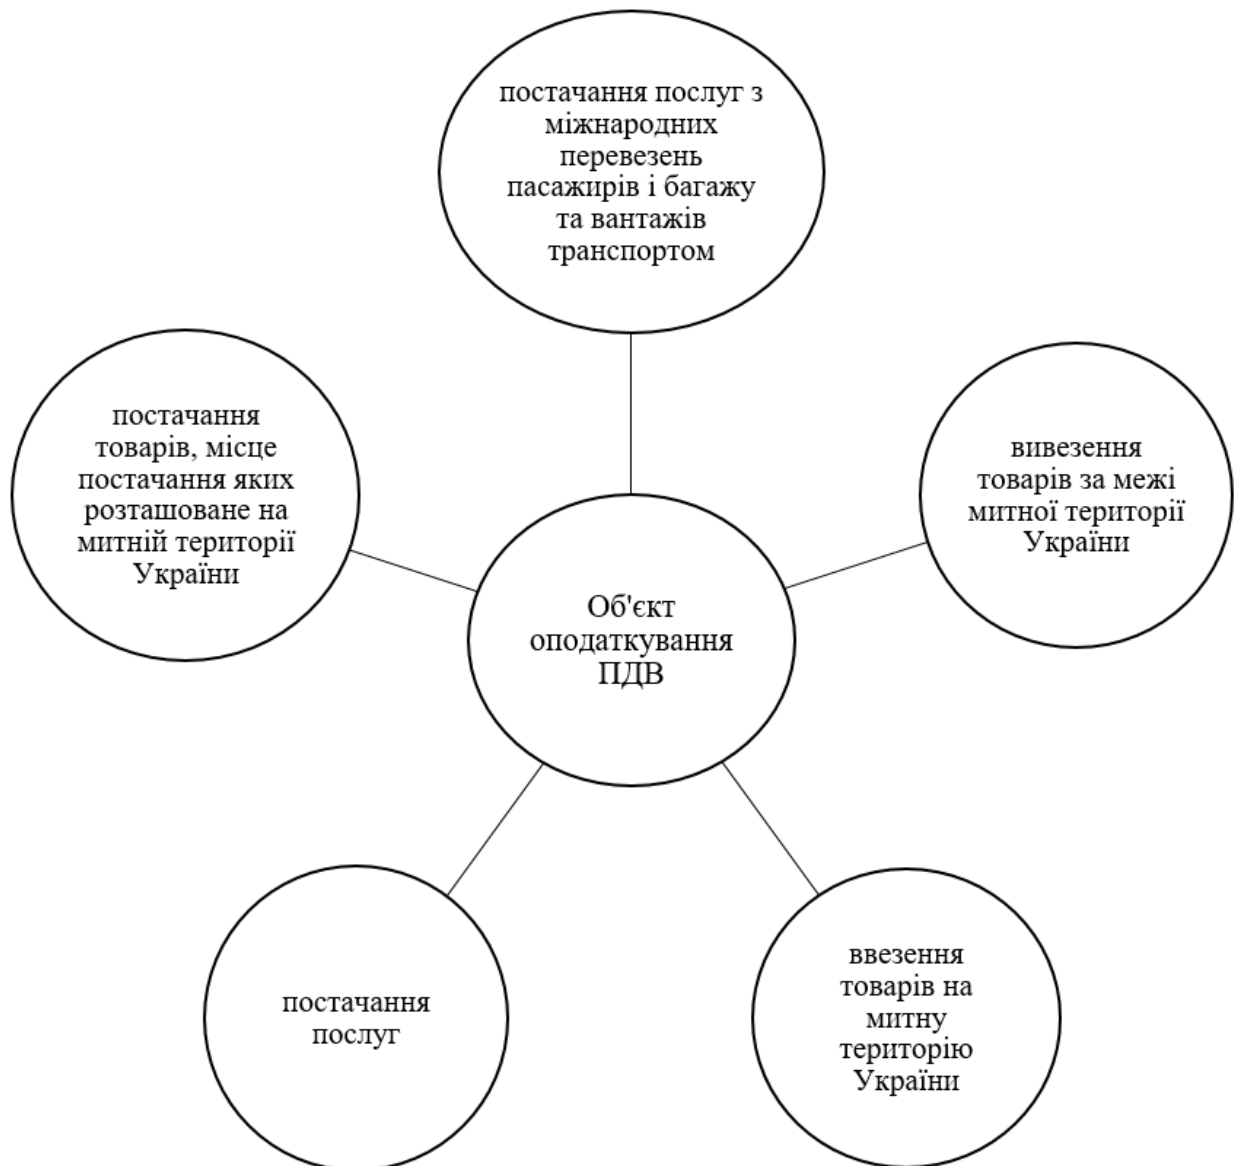 постачання послуг з
міжнародних
перевезень
пасажирів і багажу
та вантажів
транспортом
постачання
товарів, місце
постачання яких
розташоване на
митній території
України
вивезення
товарів за межі
митної території
України
Об'єкт
оподаткування
ПДВ
постачання
послуг
ввезення
товарів на
митну
територію
України